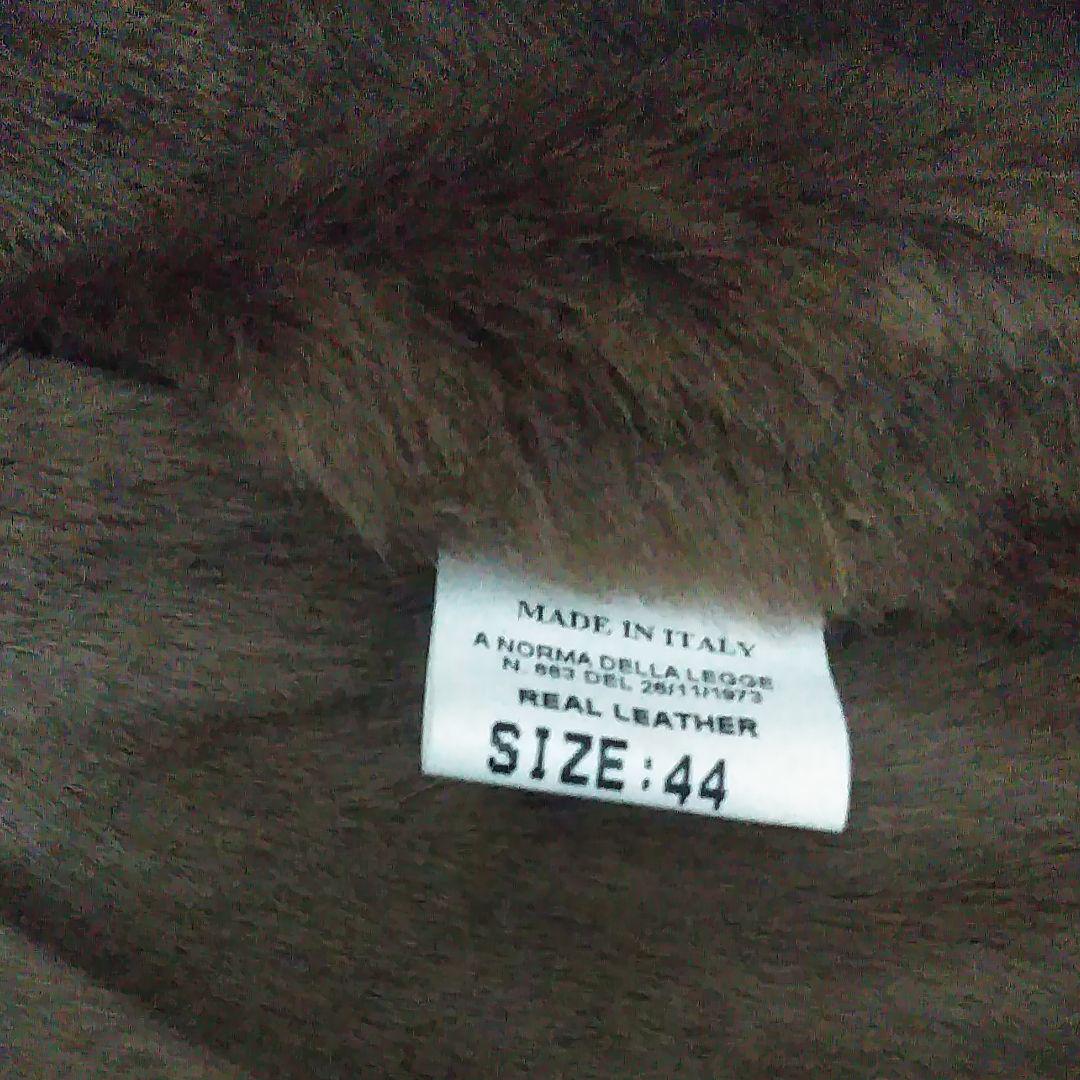 MADE IN ITALY
A NORMA DELLA LEGGE
N. 883 DEL 26/11/1973
REAL LEATHER
SIZE:44